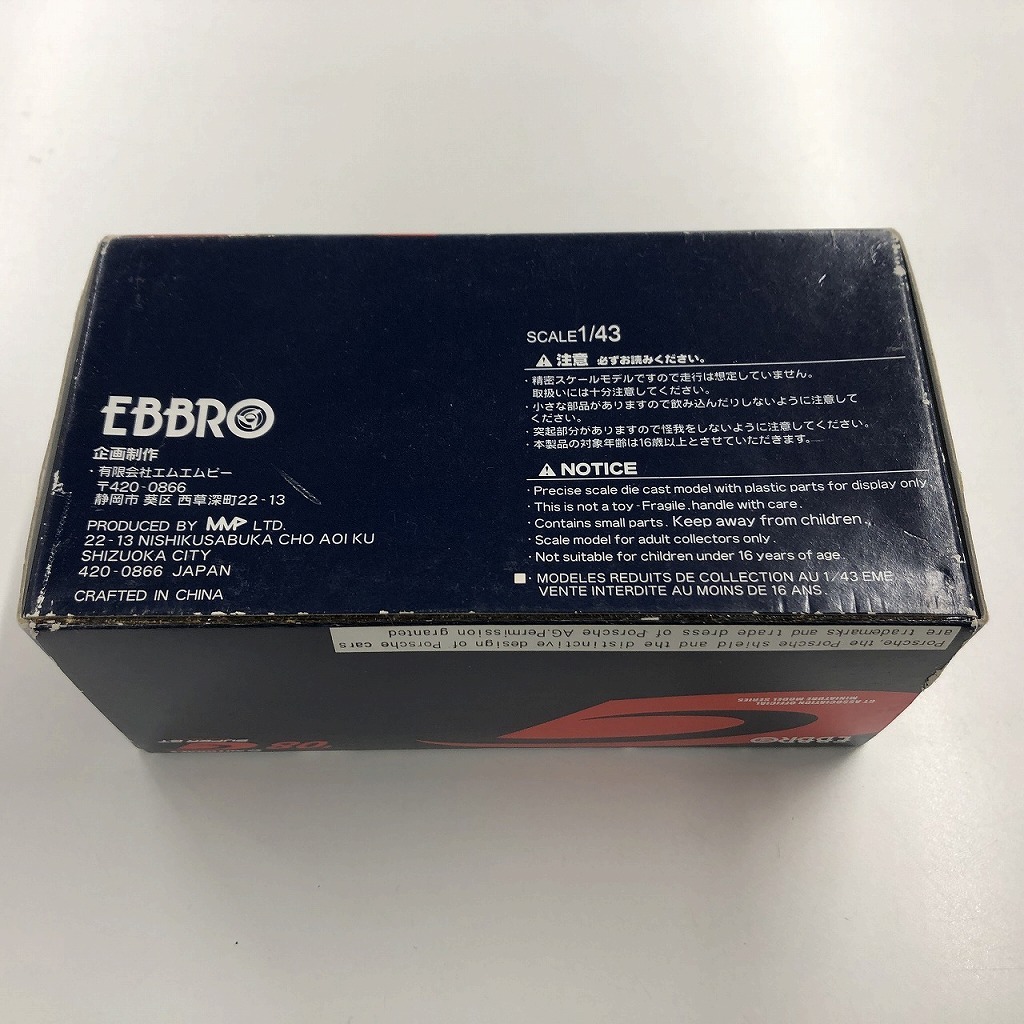 EBBRO
企画制作
・有限会社エムエムピー
〒420-0866
静岡市 葵区 西草深町22-13
PRODUCED BY MMP LTD.
22-13 NISHIKUSABUKA CHO AOI KU
SHIZUOKA CITY
420-0866 JAPAN
CRAFTED IN CHINA
SCALE1/43
注意 必ずお読みください。
・精密スケールモデルですので走行は想定していません。
取扱いには十分注意してください。
・小さな部品がありますので飲み込んだりしないように注意して
ください。
・突起部分がありますので怪我をしないように注意してください。
・本製品の対象年齢は16歳以上とさせていただきます。
NOTICE
・Precise scale die cast model with plastic parts for display only
・This is not a toy-Fragile, handle with care.
・Contains small parts. Keep away from children.
・Scale model for adult collectors only.
・Not suitable for children under 16 years of age.
・MODELES REDUITS DE COLLECTION AU 1/43 EME
VENTE INTERDITE AU MOINS DE 16 ANS.
Porsche, the Porsche shield and the distinctive design of Porsche cars
are trademarks and trade dress of Porsche AG.Permission granted
EBBRO
GT ASSOCIATION OFFICIAL
MINIATURE MODEL SERIES
SUPER GT